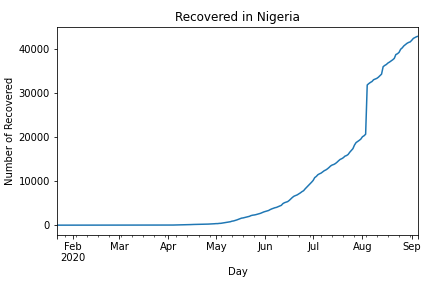 Recovered in Nigeria
Number of Recovered
40000
30000
20000
10000
0
Feb Mar Apr May Jun Jul Aug Sep
2020
Day